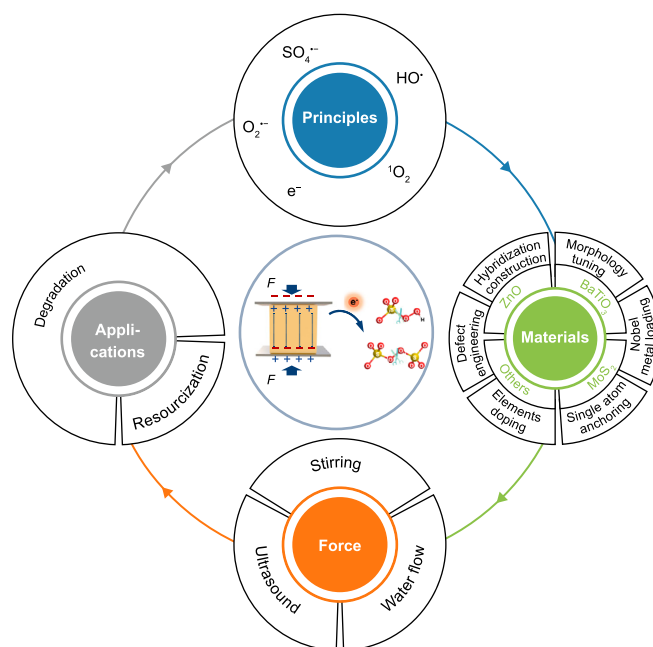 SO₄•−
HO•
Principles
O₂•−
¹O₂
e⁻
Hybridization
construction
Morphology
tuning
ZnO
BaTiO₃
Defect
engineering
Materials
Nobel
metal loading
Others
MoS₂
Elements
doping
Single atom
anchoring
Degradation
Appli-
cations
Resourcization
F
e⁻
H
F
Stirring
Force
Ultrasound
Water flow